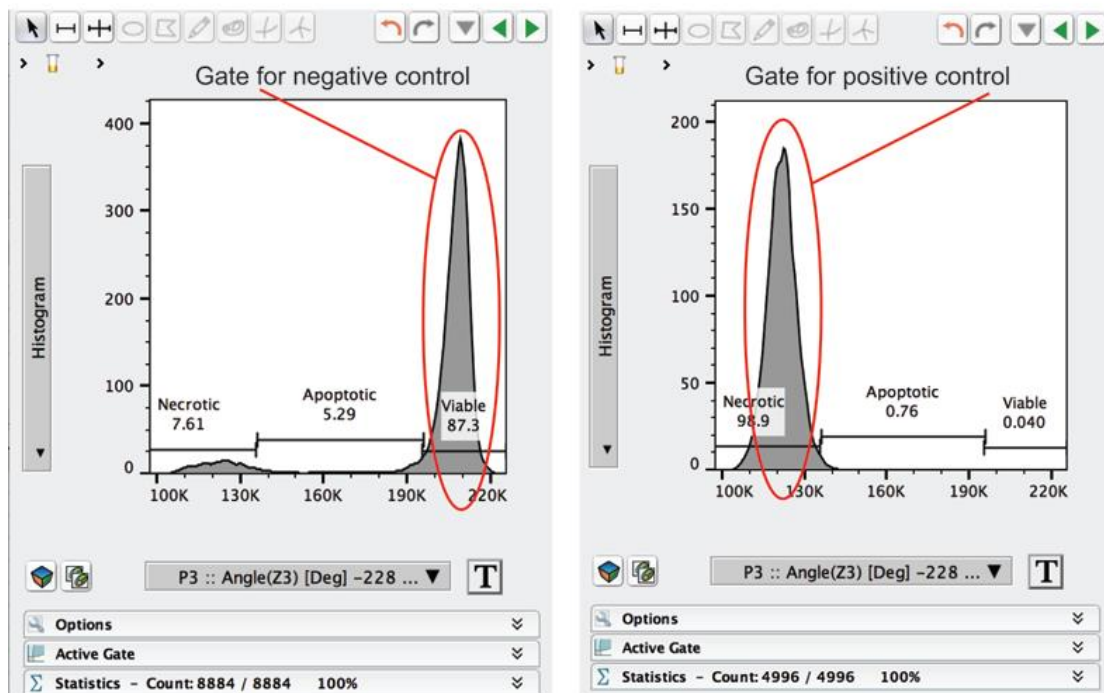 Gate for negative control
400
300
200
100
0
Histogram
Necrotic
7.61
Apoptotic
5.29
Viable
87.3
100K 130K 160K 190K 220K
P3 :: Angle(Z3) [Deg] -228 ... ▼
T
Options
Active Gate
Σ Statistics - Count: 8884 / 8884 100%
Gate for positive control
200
150
100
50
0
Histogram
Necrotic
98.9
Apoptotic
0.76
Viable
0.040
100K 130K 160K 190K 220K
P3 :: Angle(Z3) [Deg] -228 ... ▼
T
Options
Active Gate
Σ Statistics - Count: 4996 / 4996 100%